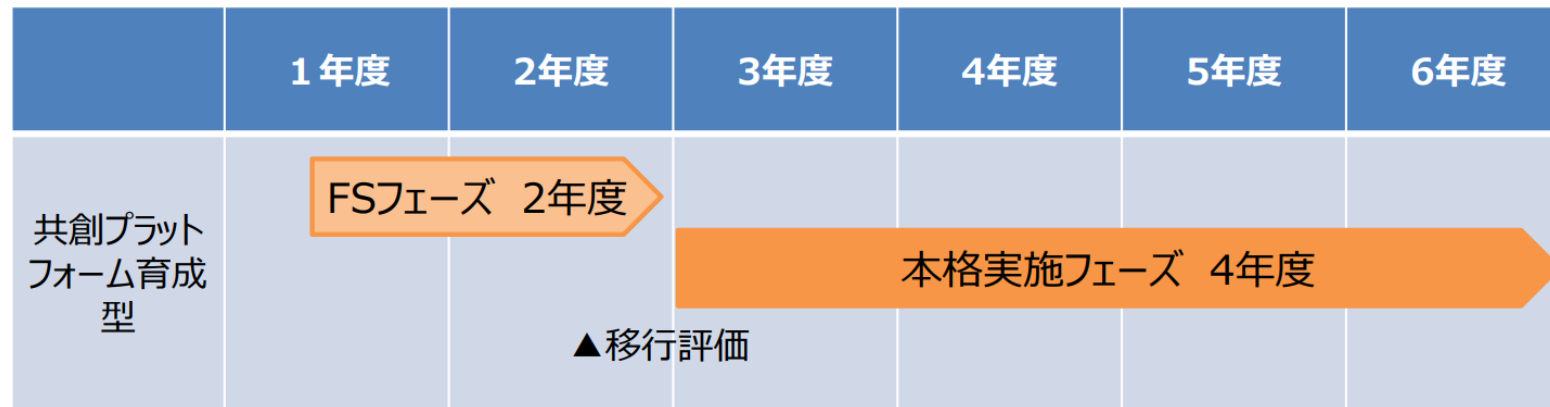 １年度 2年度 3年度 4年度 5年度 6年度
共創プラット
フォーム育成
型
FSフェーズ　2年度
本格実施フェーズ　4年度
▲移行評価